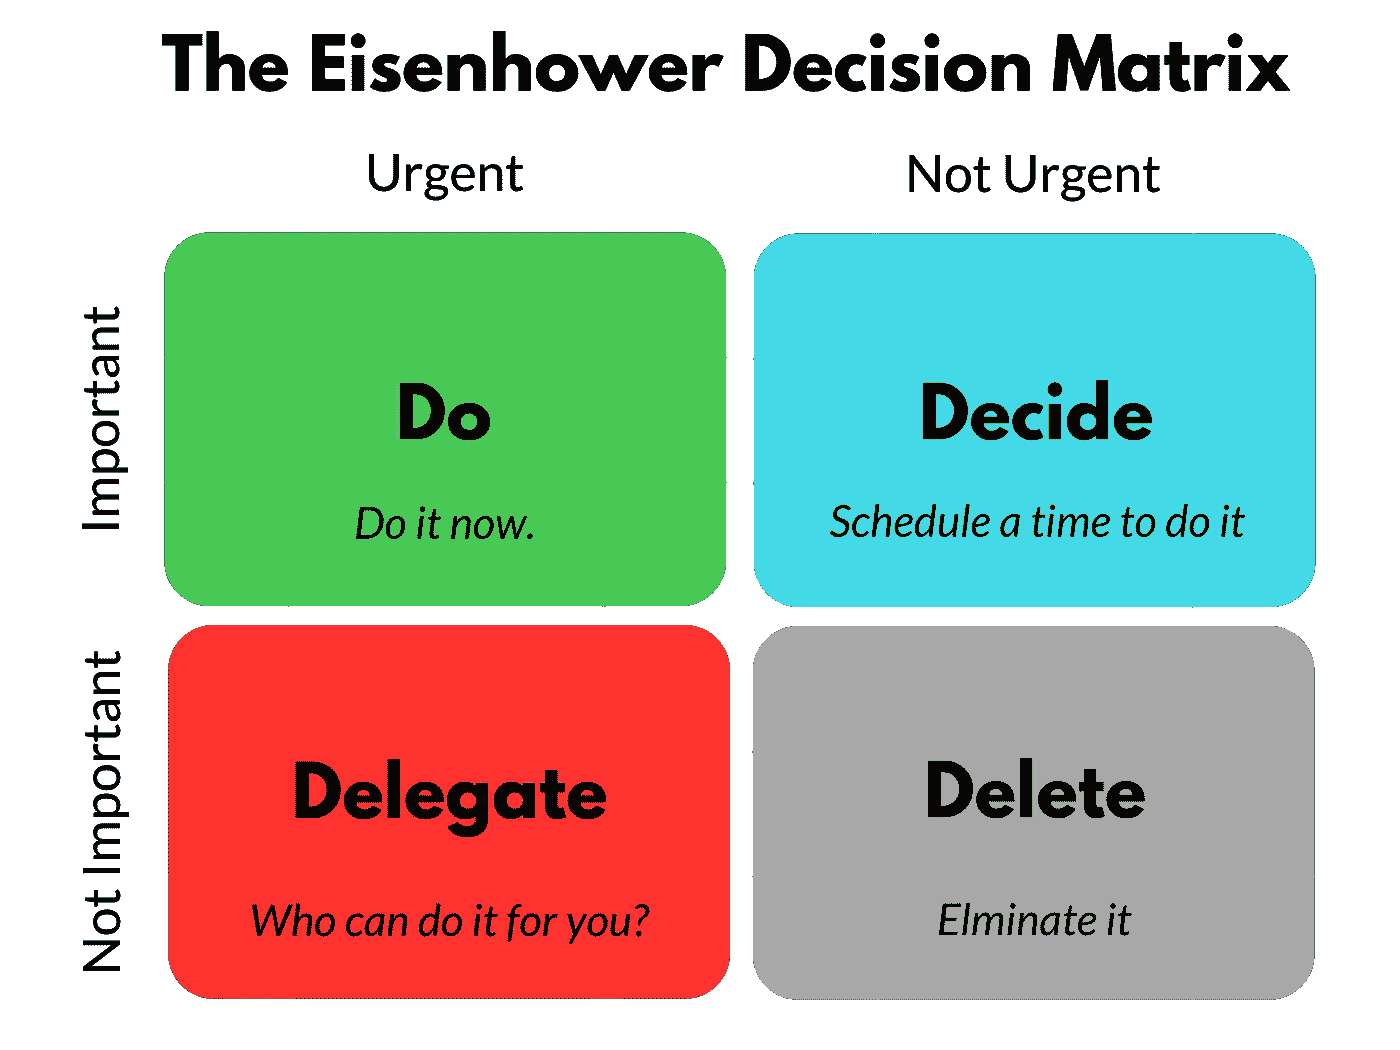 The Eisenhower Decision Matrix
Urgent
Not Urgent
Important
Do
Do it now.
Decide
Schedule a time to do it
Not Important
Delegate
Who can do it for you?
Delete
Elminate it